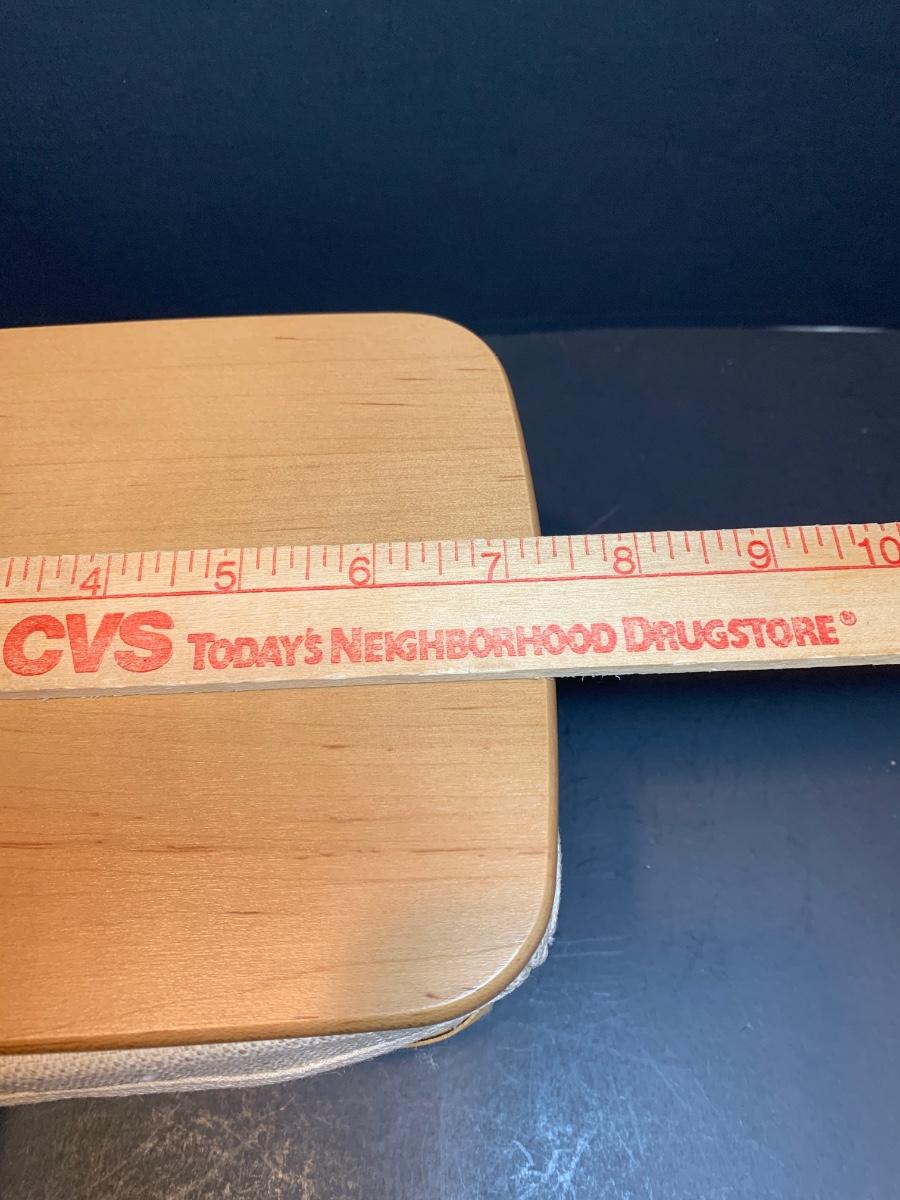 4 5 6 7 8 9 10
CVS TODAY'S NEIGHBORHOOD DRUGSTORE®